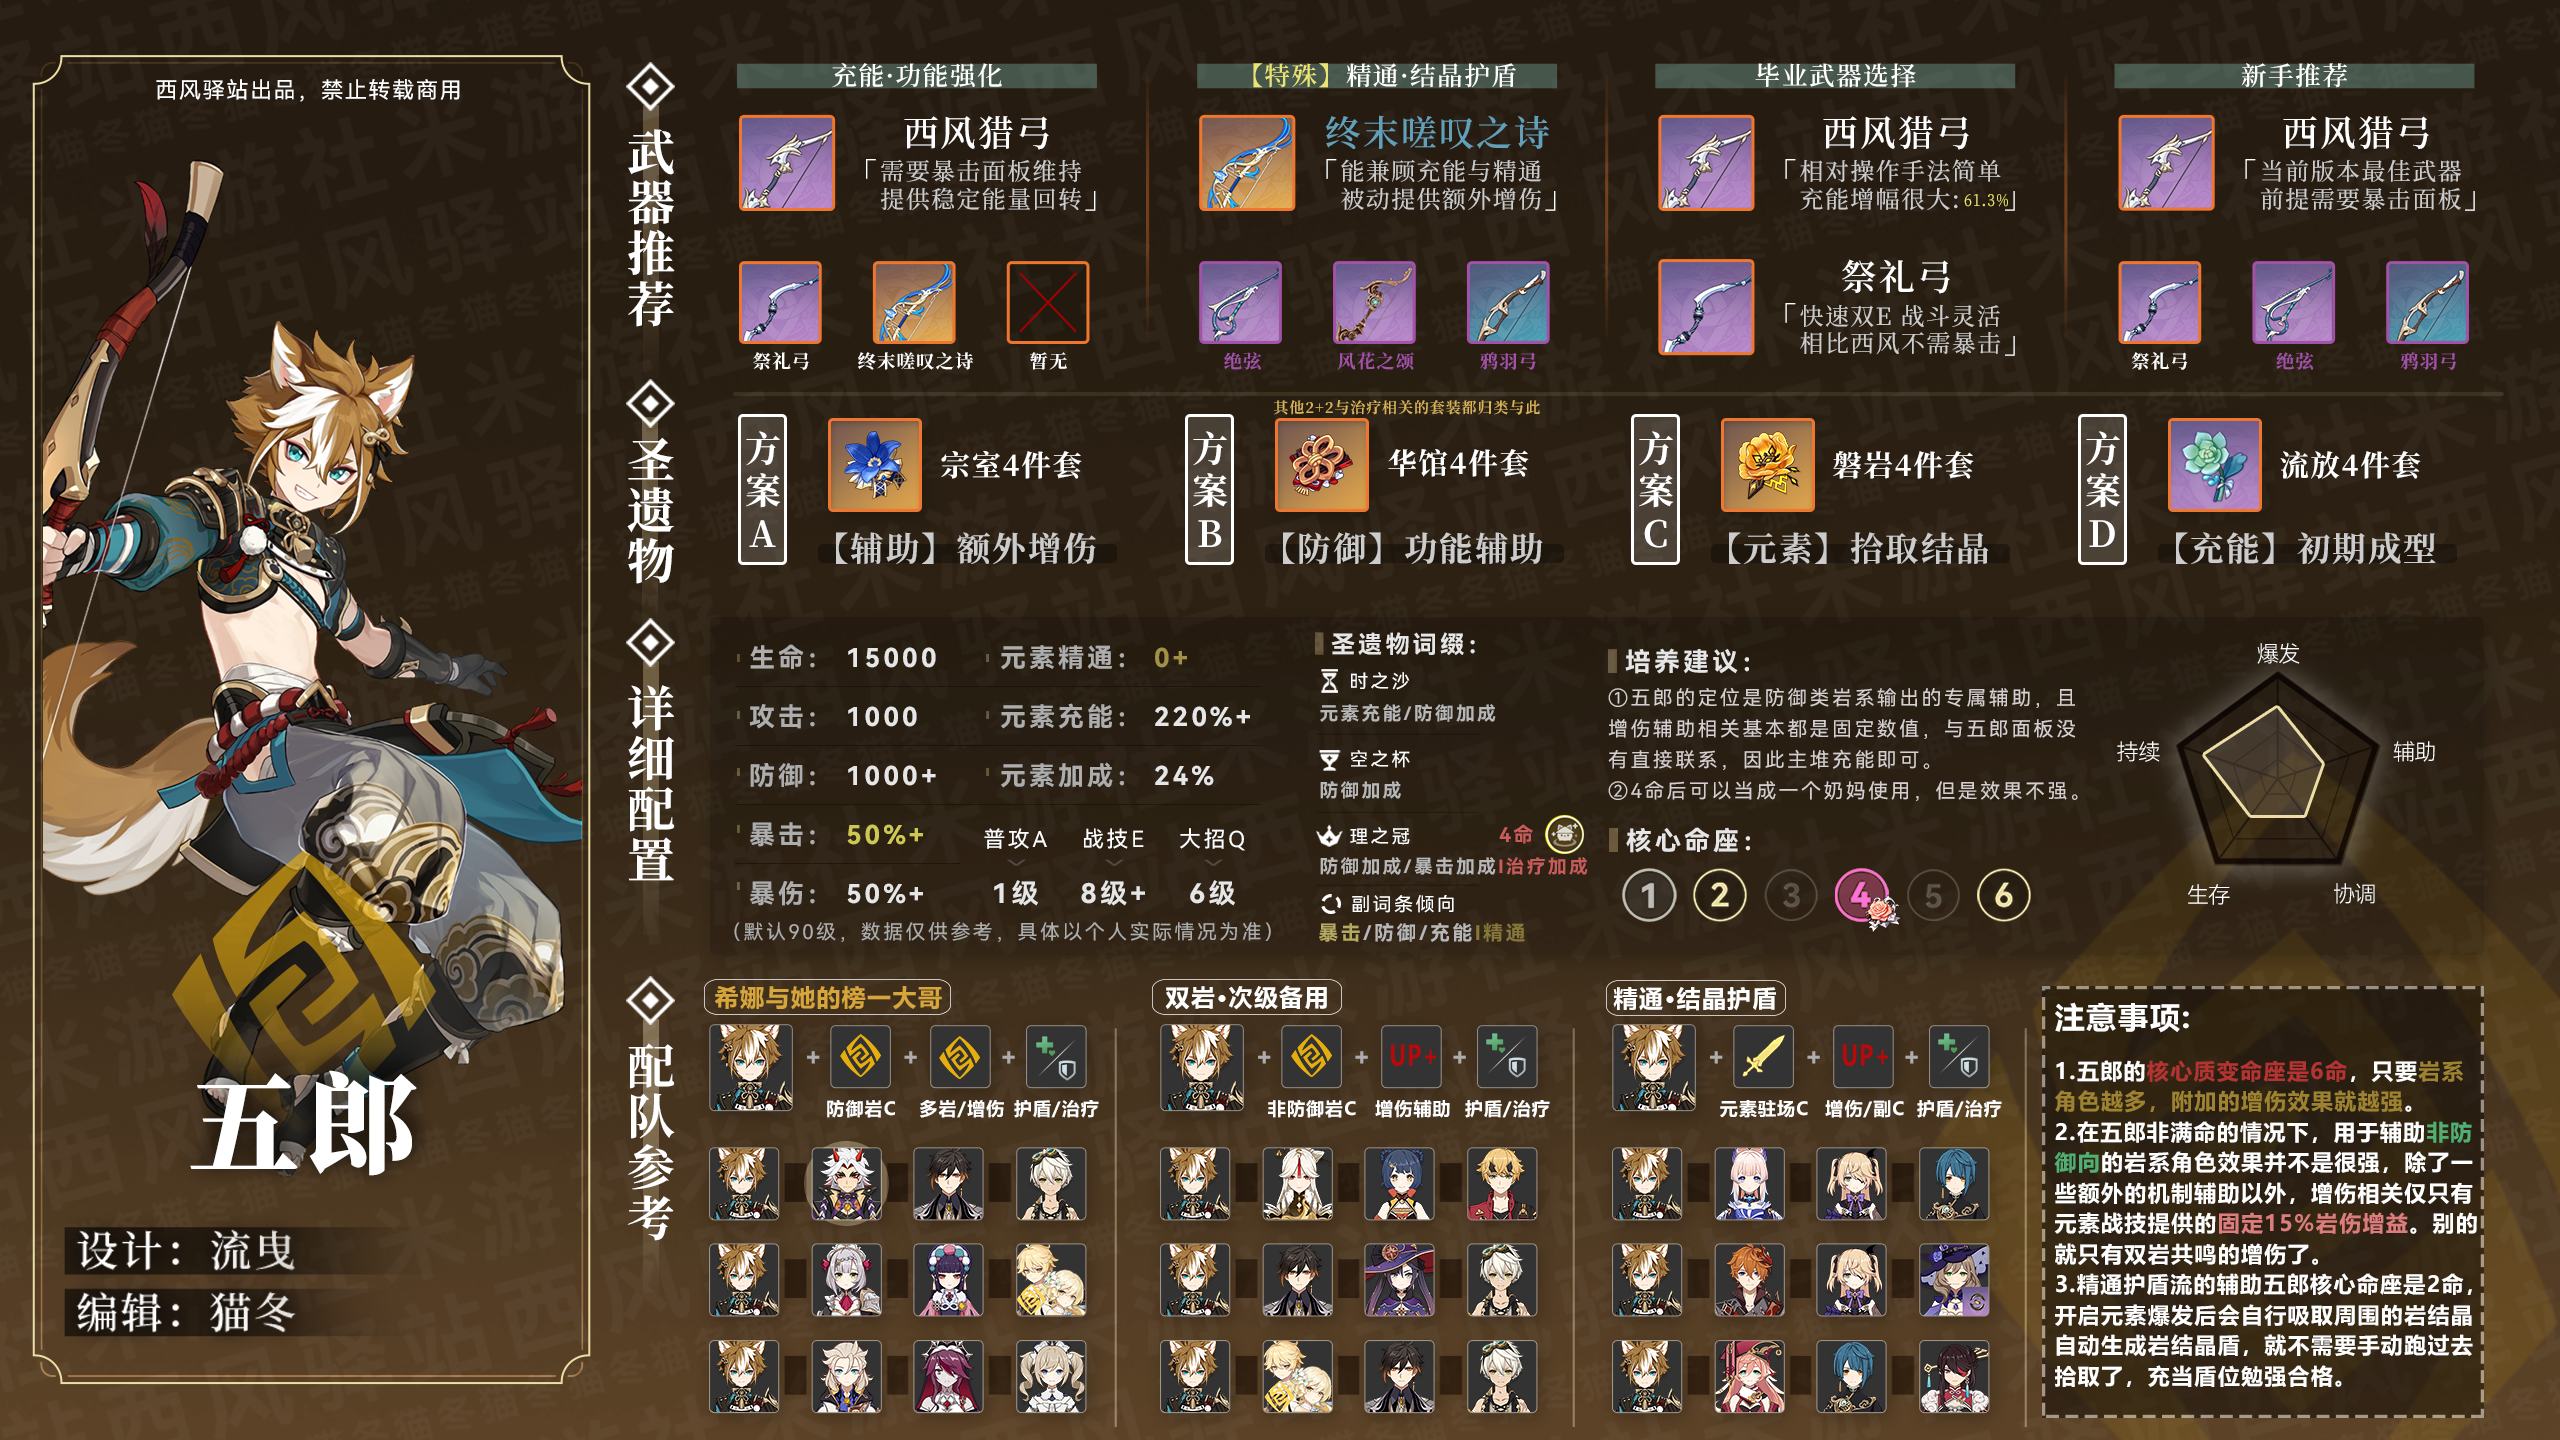 西风驿站出品，禁止转载商用
五郎
设计：流曳
编辑：猫冬
武器推荐
充能·功能强化
西风猎弓
「需要暴击面板维持
提供稳定能量回转」
祭礼弓
终末嗟叹之诗
暂无
【特殊】精通·结晶护盾
终末嗟叹之诗
「能兼顾充能与精通
被动提供额外增伤」
绝弦
风花之颂
鸦羽弓
毕业武器选择
西风猎弓
「相对操作手法简单
充能增幅很大:61.3%」
祭礼弓
「快速双E 战斗灵活
相比西风不需暴击」
新手推荐
西风猎弓
「当前版本最佳武器
前提需要暴击面板」
祭礼弓
绝弦
鸦羽弓
圣遗物
方案A
宗室4件套
【辅助】额外增伤
其他2+2与治疗相关的套装都归类与此
方案B
华馆4件套
【防御】功能辅助
方案C
磐岩4件套
【元素】拾取结晶
方案D
流放4件套
【充能】初期成型
详细配置
生命： 15000 元素精通： 0+
攻击： 1000 元素充能： 220%+
防御： 1000+ 元素加成： 24%
暴击： 50%+ 普攻A 战技E 大招Q
暴伤： 50%+ 1级 8级+ 6级
(默认90级，数据仅供参考，具体以个人实际情况为准)
圣遗物词缀：
时之沙
元素充能/防御加成
空之杯
防御加成
理之冠 4命
防御加成/暴击加成|治疗加成
副词条倾向
暴击/防御/充能|精通
培养建议：
①五郎的定位是防御类岩系输出的专属辅助，且
增伤辅助相关基本都是固定数值，与五郎面板没
有直接联系，因此主堆充能即可。
②4命后可以当成一个奶妈使用，但是效果不强。
核心命座：
1 2 3 4 5 6
爆发
持续
辅助
生存
协调
配队参考
希娜与她的榜一大哥
+ + +
防御岩C 多岩/增伤 护盾/治疗
双岩·次级备用
+ + UP+ +
非防御岩C 增伤辅助 护盾/治疗
精通·结晶护盾
+ + UP+ +
元素驻场C 增伤/副C 护盾/治疗
注意事项:
1.五郎的核心质变命座是6命，只要岩系
角色越多，附加的增伤效果就越强。
2.在五郎非满命的情况下，用于辅助非防
御向的岩系角色效果并不是很强，除了一
些额外的机制辅助以外，增伤相关仅只有
元素战技提供的固定15%岩伤增益。别的
就只有双岩共鸣的增伤了。
3.精通护盾流的辅助五郎核心命座是2命，
开启元素爆发后会自行吸取周围的岩结晶
自动生成岩结晶盾，就不需要手动跑过去
拾取了，充当盾位勉强合格。